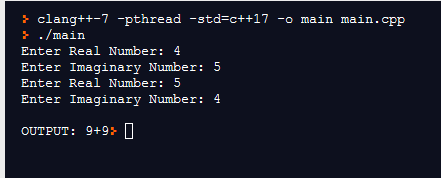 > clang++-7 -pthread -std=c++17 -o main main.cpp
> ./main
Enter Real Number: 4
Enter Imaginary Number: 5
Enter Real Number: 5
Enter Imaginary Number: 4
OUTPUT: 9+9>